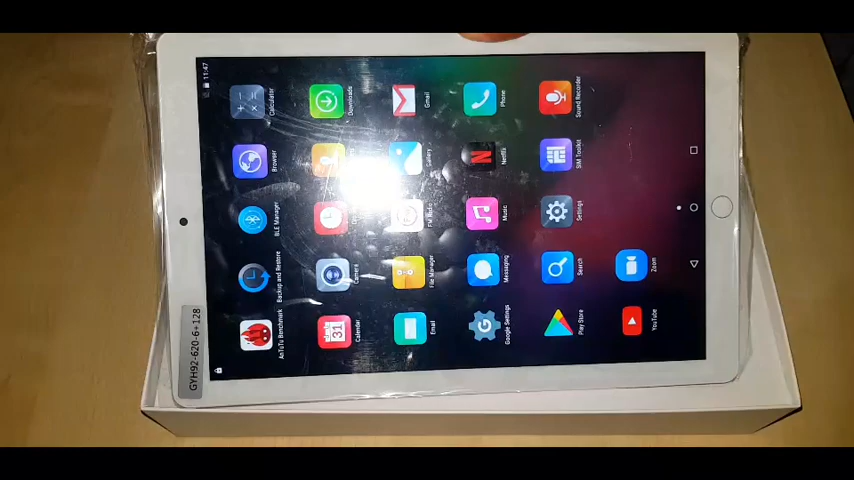 GYH92-620-6+128
11:47
AnTuTu Benchmark
Backup and Restore
BLE Manager
Browser
Calculator
31
Calendar
Camera
Downloads
Email
File Manager
FM Radio
Gallery
Gmail
G
Google Settings
Messaging
Music
N
Netflix
Phone
Play Store
Search
Settings
SIM Toolkit
Sound Recorder
YouTube
Zoom